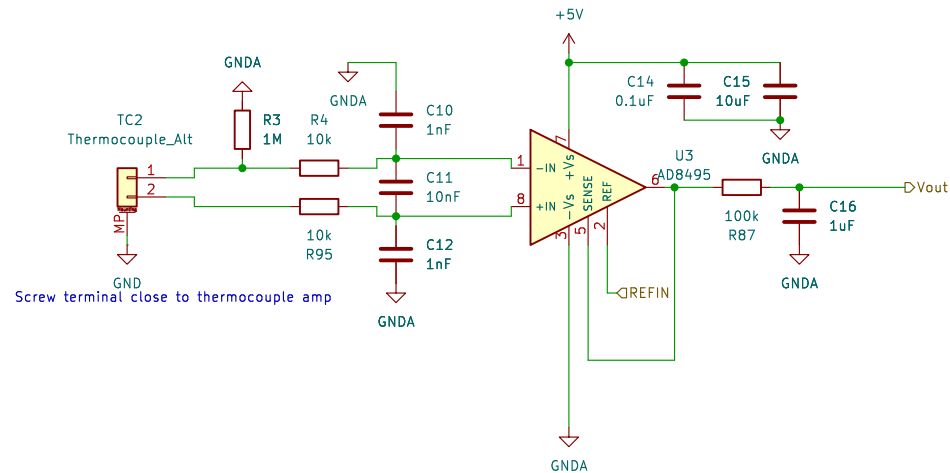 +5V
GNDA
C14
0.1uF
C15
10uF
GNDA
TC2
Thermocouple_Alt
R3
1M
R4
10k
GNDA
C10
1nF
1
2
MP
GND
Screw terminal close to thermocouple amp
10k
R95
C11
10nF
C12
1nF
GNDA
1
8
-IN
+IN
7
+Vs
-Vs
3
SENSE
5
REF
2
U3
AD8495
6
GNDA
REFIN
100k
R87
C16
1uF
GNDA
Vout
GNDA